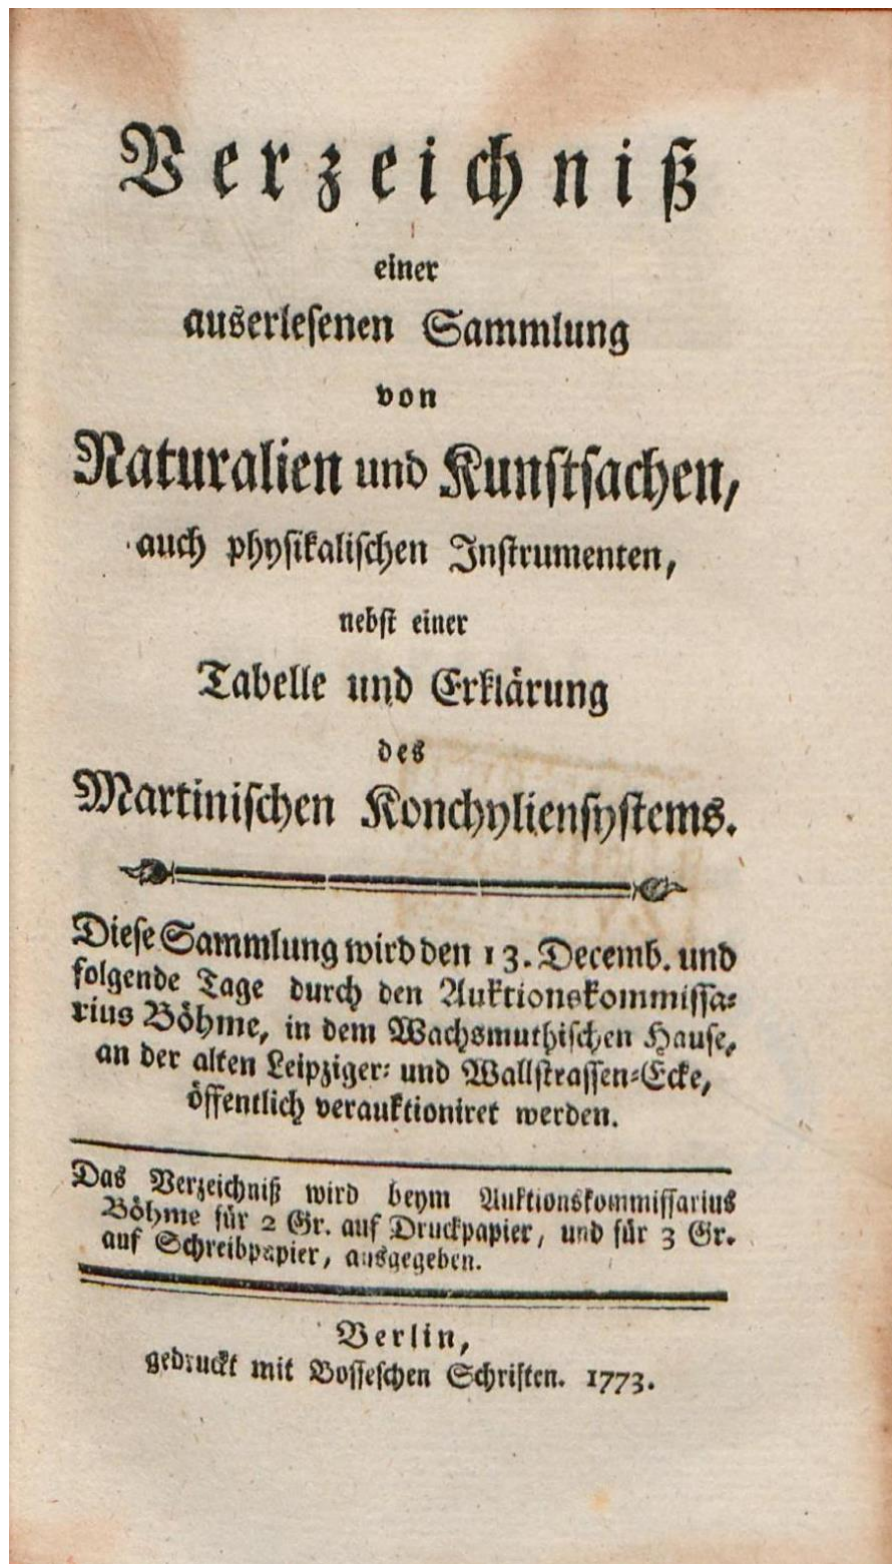 Verzeichniß
einer
auserlesenen Sammlung
von
Naturalien und Kunstsachen,
auch physikalischen Instrumenten,
nebst einer
Tabelle und Erklärung
des
Martinischen Konchyliensystems.
Diese Sammlung wird den 13. Decemb. und
folgende Tage durch den Auktionskommissa-
rius Böhme, in dem Wachsmuthischen Hause,
an der alten Leipziger- und Wallstrassen-Ecke,
öffentlich verauktioniret werden.
Das Verzeichniß wird beym Auktionskommissarius
Böhme für 2 Gr. auf Druckpapier, und für 3 Gr.
auf Schreibpapier, ausgegeben.
Berlin,
gedruckt mit Vosseschen Schriften. 1773.